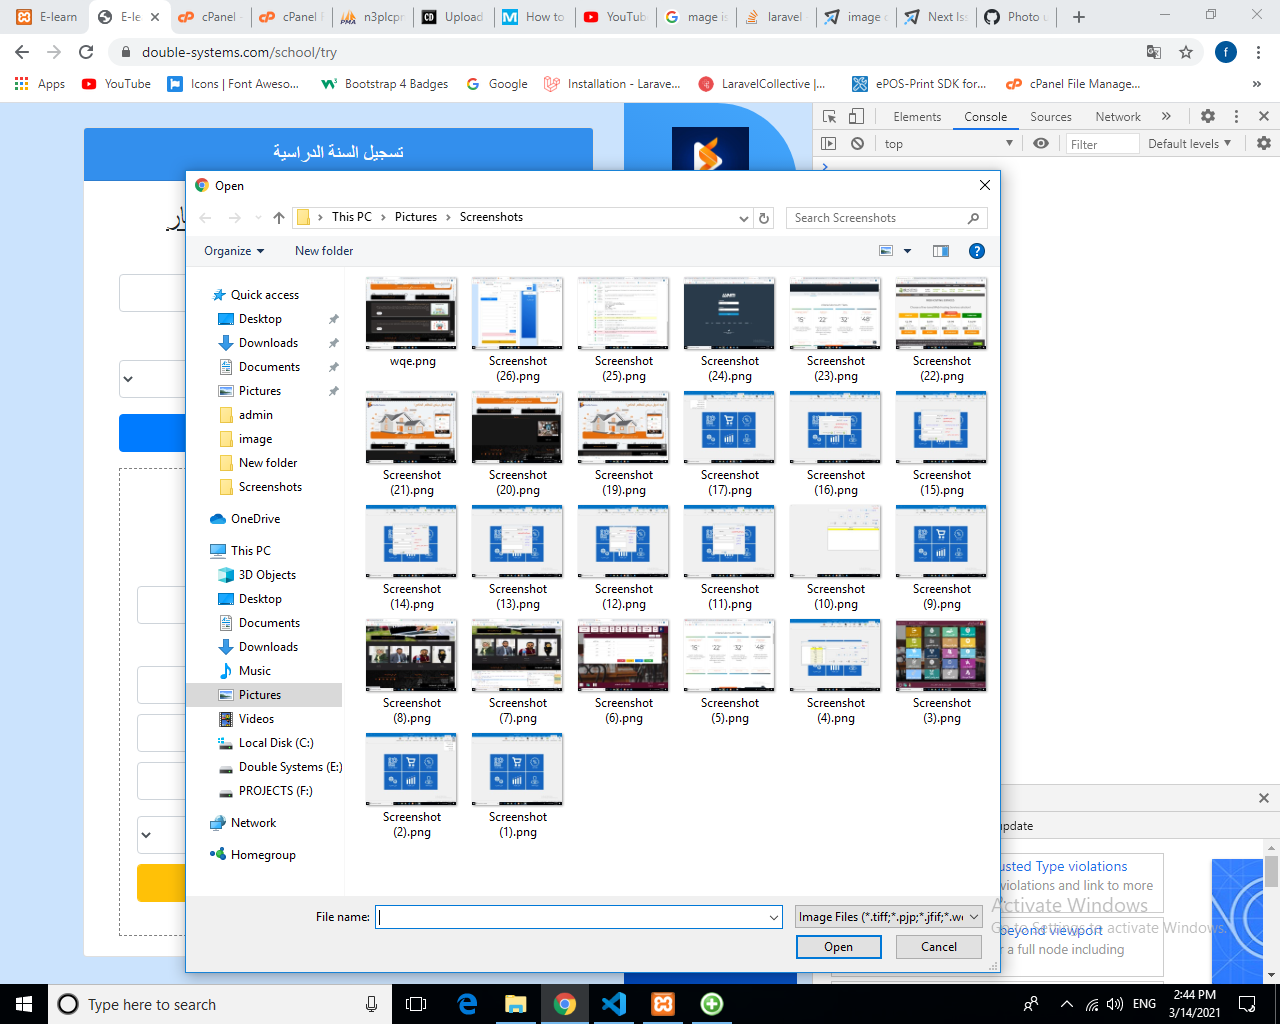 E-learn
E-le
cPanel
cPanel F
n3plcpr
Upload
How to
YouTub
mage is
laravel
image
Next Is
Photo u
double-systems.com/school/try
f
Apps
YouTube
Icons | Font Aweso...
Bootstrap 4 Badges
Google
Installation - Larave...
LaravelCollective |...
ePOS-Print SDK for...
cPanel File Manage...
»
تسجيل السنة الدراسية
Elements
Console
Sources
Network
»
top
Filter
Default levels
Open
This PC
Pictures
Screenshots
Search Screenshots
Organize
New folder
Quick access
Desktop
Downloads
Documents
Pictures
admin
image
New folder
Screenshots
OneDrive
This PC
3D Objects
Desktop
Documents
Downloads
Music
Pictures
Videos
Local Disk (C:)
Double Systems (E:)
PROJECTS (F:)
Network
Homegroup
wqe.png
Screenshot (26).png
Screenshot (25).png
Screenshot (24).png
Screenshot (23).png
Screenshot (22).png
Screenshot (21).png
Screenshot (20).png
Screenshot (19).png
Screenshot (17).png
Screenshot (16).png
Screenshot (15).png
Screenshot (14).png
Screenshot (13).png
Screenshot (12).png
Screenshot (11).png
Screenshot (10).png
Screenshot (9).png
Screenshot (8).png
Screenshot (7).png
Screenshot (6).png
Screenshot (5).png
Screenshot (4).png
Screenshot (3).png
Screenshot (2).png
Screenshot (1).png
File name:
Image Files (*.tiff;*.pjp;*.jfif;*.we
Open
Cancel
update
usted Type violations
violations and link to more
beyond viewport
r a full node including
Activate Windows
Go to Settings to activate Windows.
Type here to search
ENG
2:44 PM
3/14/2021